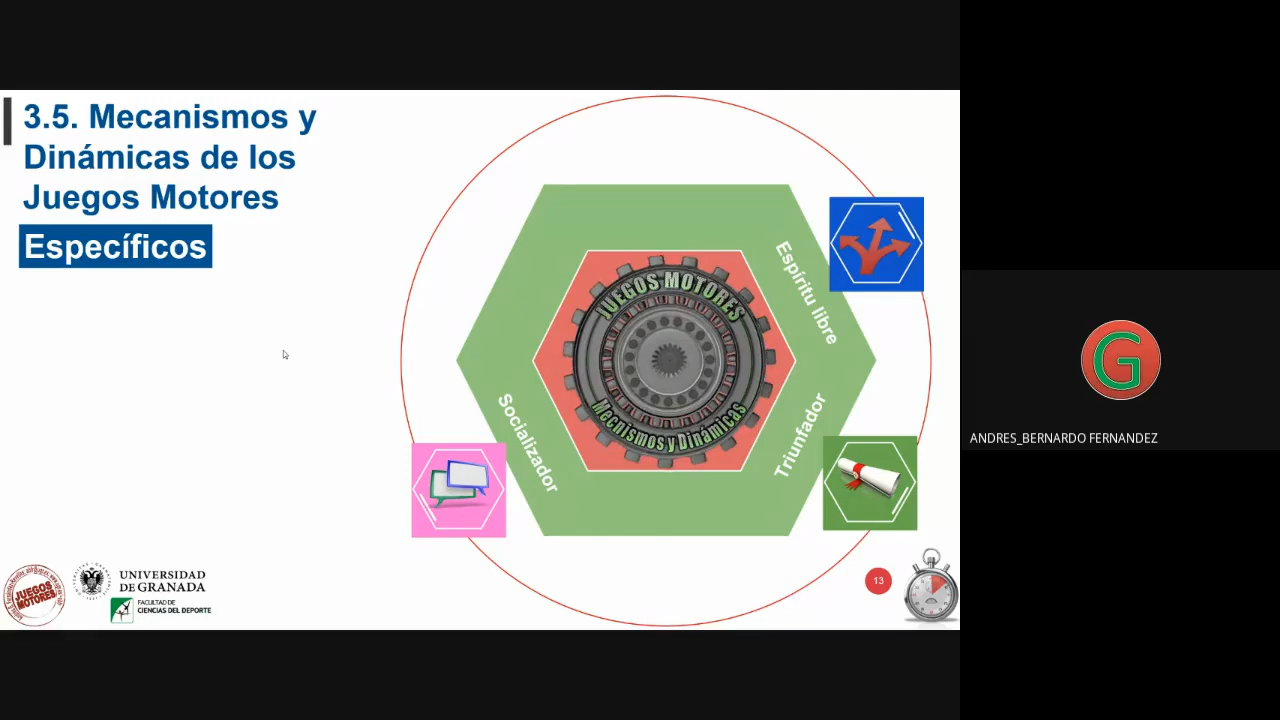 3.5. Mecanismos y
Dinámicas de los
Juegos Motores
Específicos
Espíritu libre
JUEGOS MOTORES
Mecnismos y Dinámicas
Socializador
Triunfador
ANDRES_BERNARDO FERNANDEZ
G
JUEGOS
MOTORES
UNIVERSIDAD
DE GRANADA
FACULTAD DE
CIENCIAS DEL DEPORTE
13